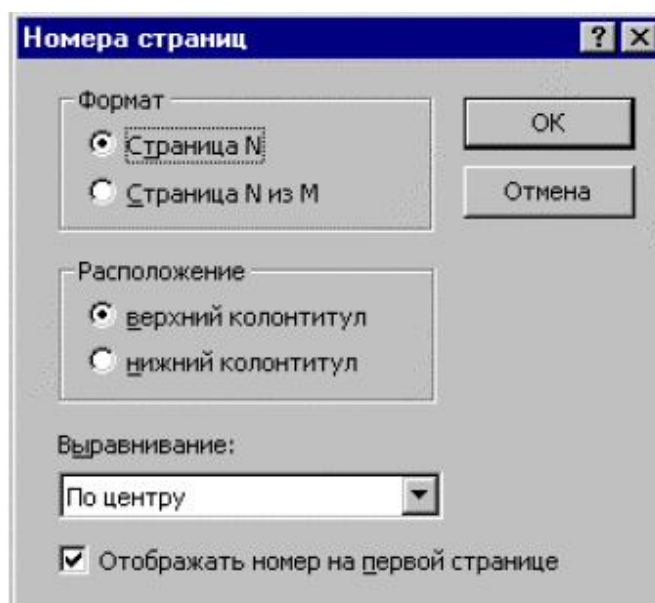 Номера страниц
Формат
Страница N
Страница N из M
OK
Отмена
Расположение
верхний колонтитул
нижний колонтитул
Выравнивание:
По центру
Отображать номер на первой странице